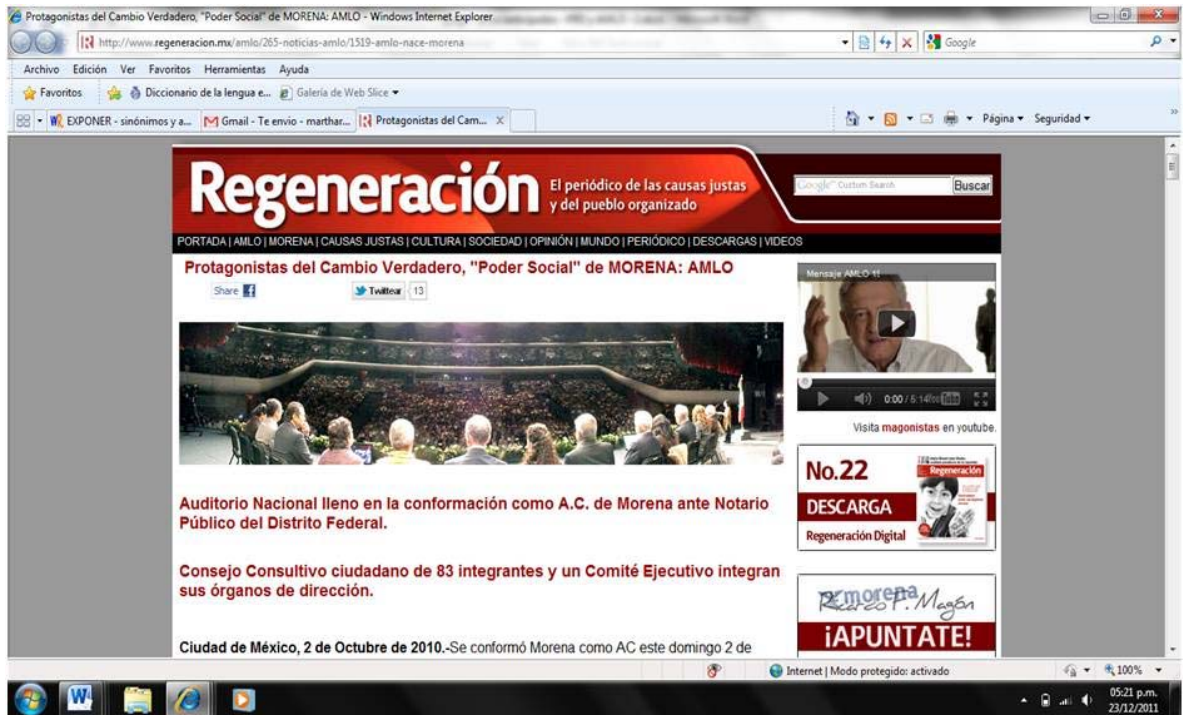 Protagonistas del Cambio Verdadero, "Poder Social" de MORENA: AMLO - Windows Internet Explorer
http://www.regeneracion.mx/amlo/265-noticias-amlo/1519-amlo-nace-morena
Google
Archivo Edición Ver Favoritos Herramientas Ayuda
Favoritos Diccionario de la lengua e... Galería de Web Slice
EXPONER - sinónimos y a... Gmail - Te envio - marthar... Protagonistas del Cam... X Página Seguridad
Regeneración
El periódico de las causas justas
y del pueblo organizado
Google Custom Search Buscar
PORTADA | AMLO | MORENA | CAUSAS JUSTAS | CULTURA | SOCIEDAD | OPINIÓN | MUNDO | PERIÓDICO | DESCARGAS | VIDEOS
Protagonistas del Cambio Verdadero, "Poder Social" de MORENA: AMLO
Share Twittear 13
Mensaje AMLO
0:00 / 5:14
Visita magonistas en youtube.
No.22
DESCARGA
Regeneración Digital
Regeneración
Auditorio Nacional lleno en la conformación como A.C. de Morena ante Notario
Público del Distrito Federal.
Consejo Consultivo ciudadano de 83 integrantes y un Comité Ejecutivo integran
sus órganos de dirección.
morena
Ricardo F. Magón
¡APUNTATE!
Ciudad de México, 2 de Octubre de 2010.-Se conformó Morena como AC este domingo 2 de
Internet | Modo protegido: activado 100%
05:21 p.m.
23/12/2011